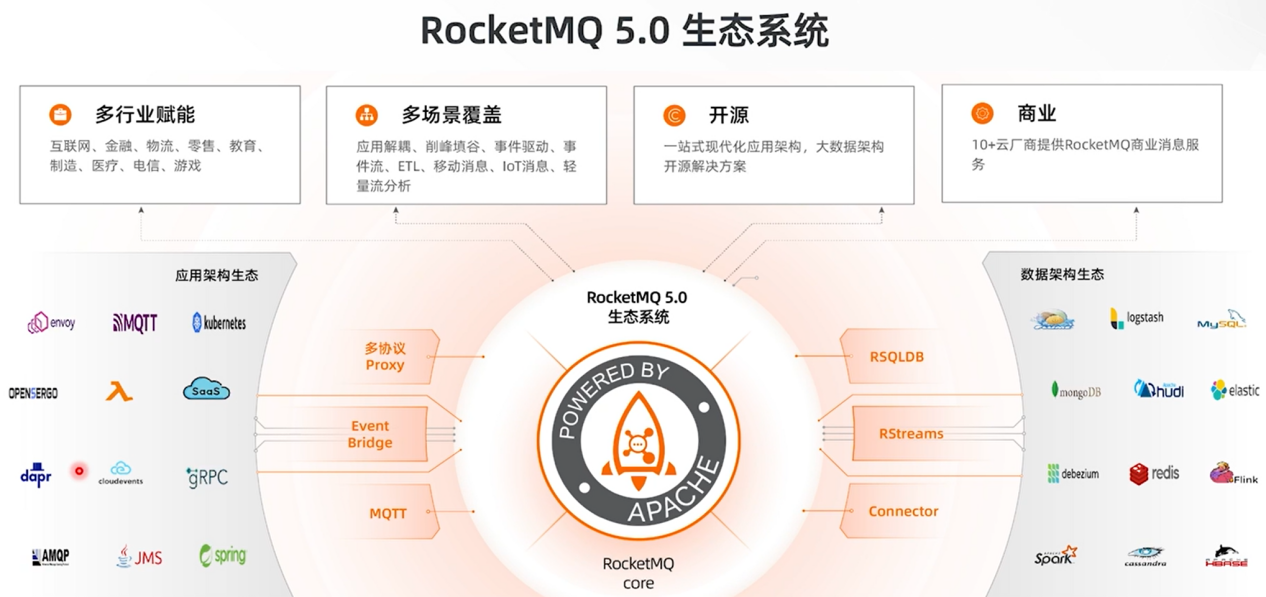 RocketMQ 5.0 生态系统
多行业赋能
互联网、金融、物流、零售、教育、
制造、医疗、电信、游戏
多场景覆盖
应用解耦、削峰填谷、事件驱动、事
件流、ETL、移动消息、IoT消息、轻
量流分析
开源
一站式现代化应用架构，大数据架构
开源解决方案
商业
10+云厂商提供RocketMQ商业消息服
务
应用架构生态
envoy
MQTT
kubernetes
OPENSERGO
SaaS
dapr
cloudevents
gRPC
AMQP
JMS
spring
多协议
Proxy
Event
Bridge
MQTT
RocketMQ 5.0
生态系统
POWERED BY
APACHE
RocketMQ
core
RSQLDB
RStreams
Connector
数据架构生态
logstash
MySQL
mongoDB
hudi
elastic
debezium
redis
Flink
Spark
cassandra
HBASE